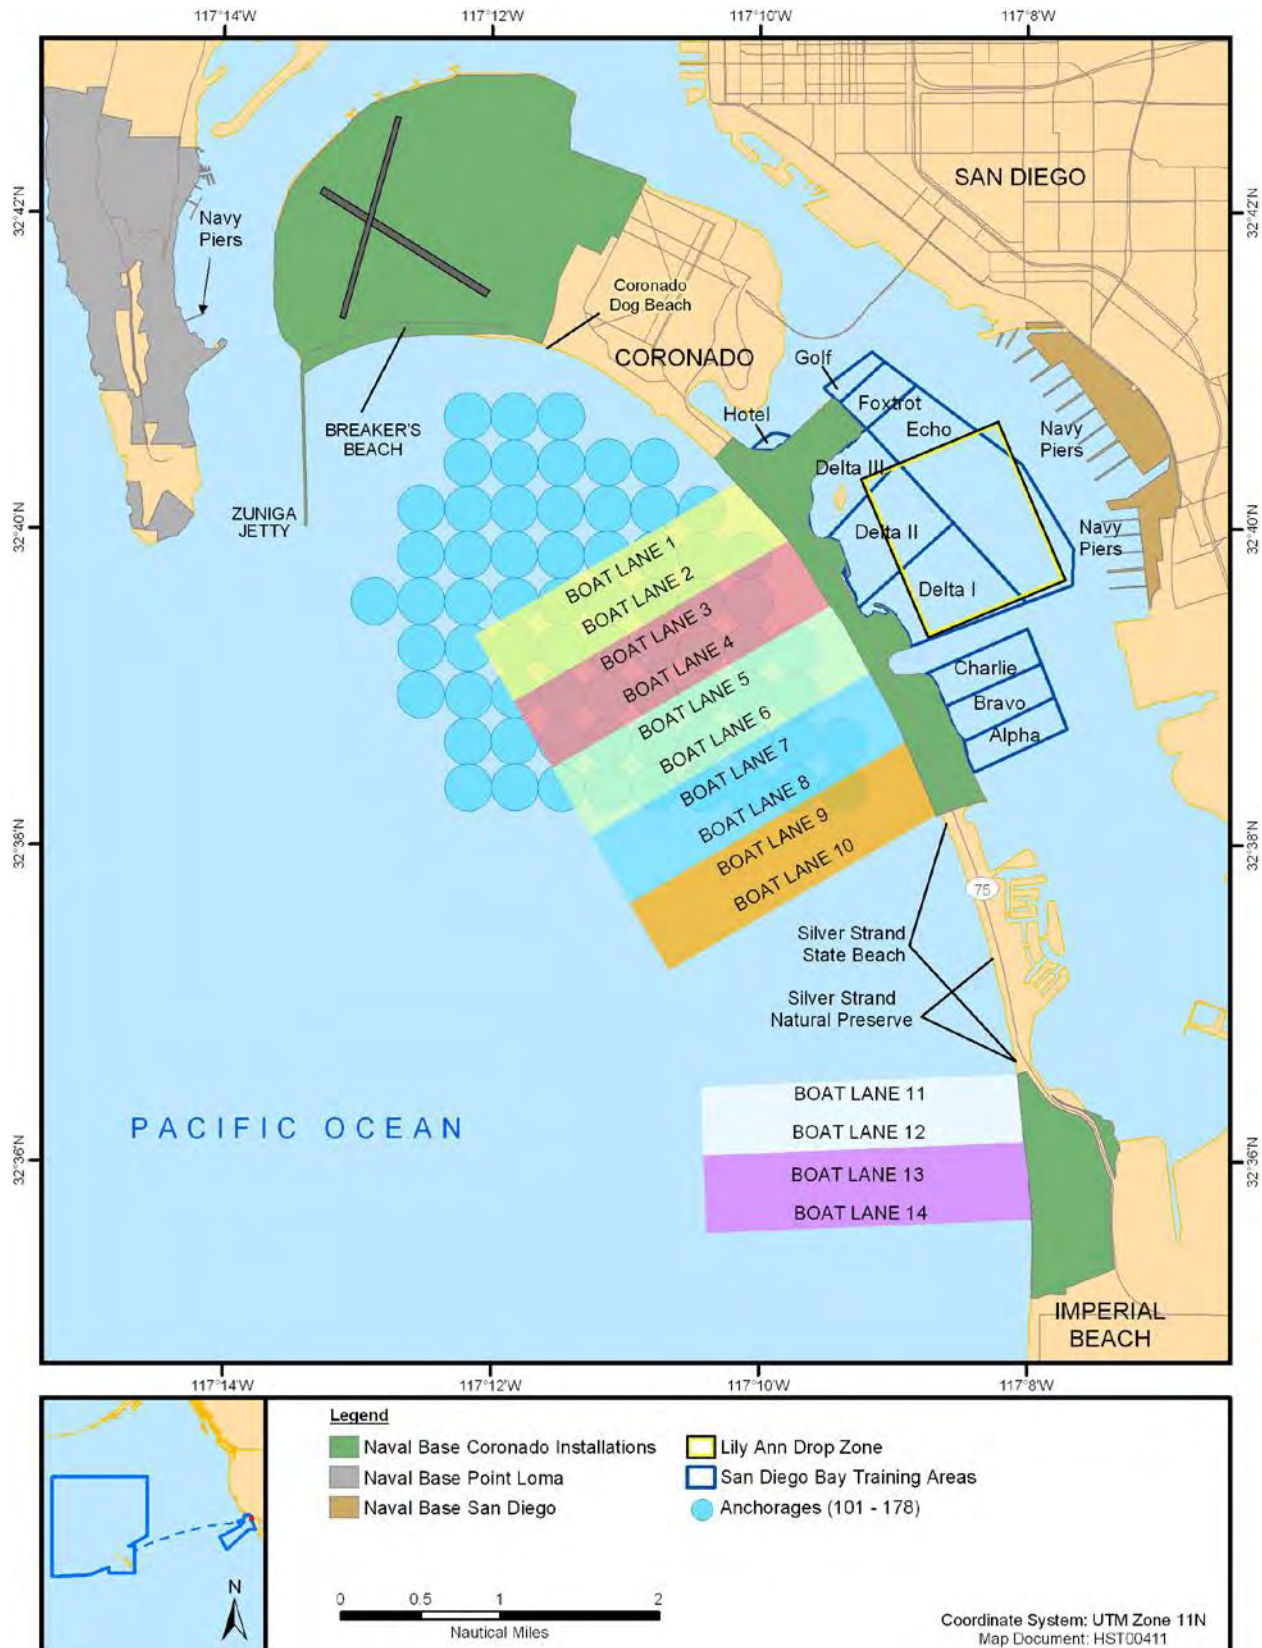 117°14'W
117°12'W
117°10'W
117°8'W
32°42'N
32°42'N
SAN DIEGO
Navy
Piers
Coronado
Dog Beach
CORONADO
Golf
Foxtrot
Hotel
Echo
BREAKER'S
BEACH
Navy
Piers
Delta III
ZUNIGA
JETTY
32°40'N
32°40'N
Delta II
Navy
Piers
Delta I
BOAT LANE 1
BOAT LANE 2
BOAT LANE 3
BOAT LANE 4
BOAT LANE 5
BOAT LANE 6
BOAT LANE 7
BOAT LANE 8
BOAT LANE 9
BOAT LANE 10
Charlie
Bravo
Alpha
32°38'N
32°38'N
75
Silver Strand
State Beach
Silver Strand
Natural Preserve
PACIFIC OCEAN
BOAT LANE 11
BOAT LANE 12
BOAT LANE 13
BOAT LANE 14
32°36'N
32°36'N
IMPERIAL
BEACH
117°14'W
117°12'W
117°10'W
117°8'W
Legend
Naval Base Coronado Installations
Naval Base Point Loma
Naval Base San Diego
Lily Ann Drop Zone
San Diego Bay Training Areas
Anchorages (101 - 178)
N
0 0.5 1 2
Nautical Miles
Coordinate System: UTM Zone 11N
Map Document: HST00411